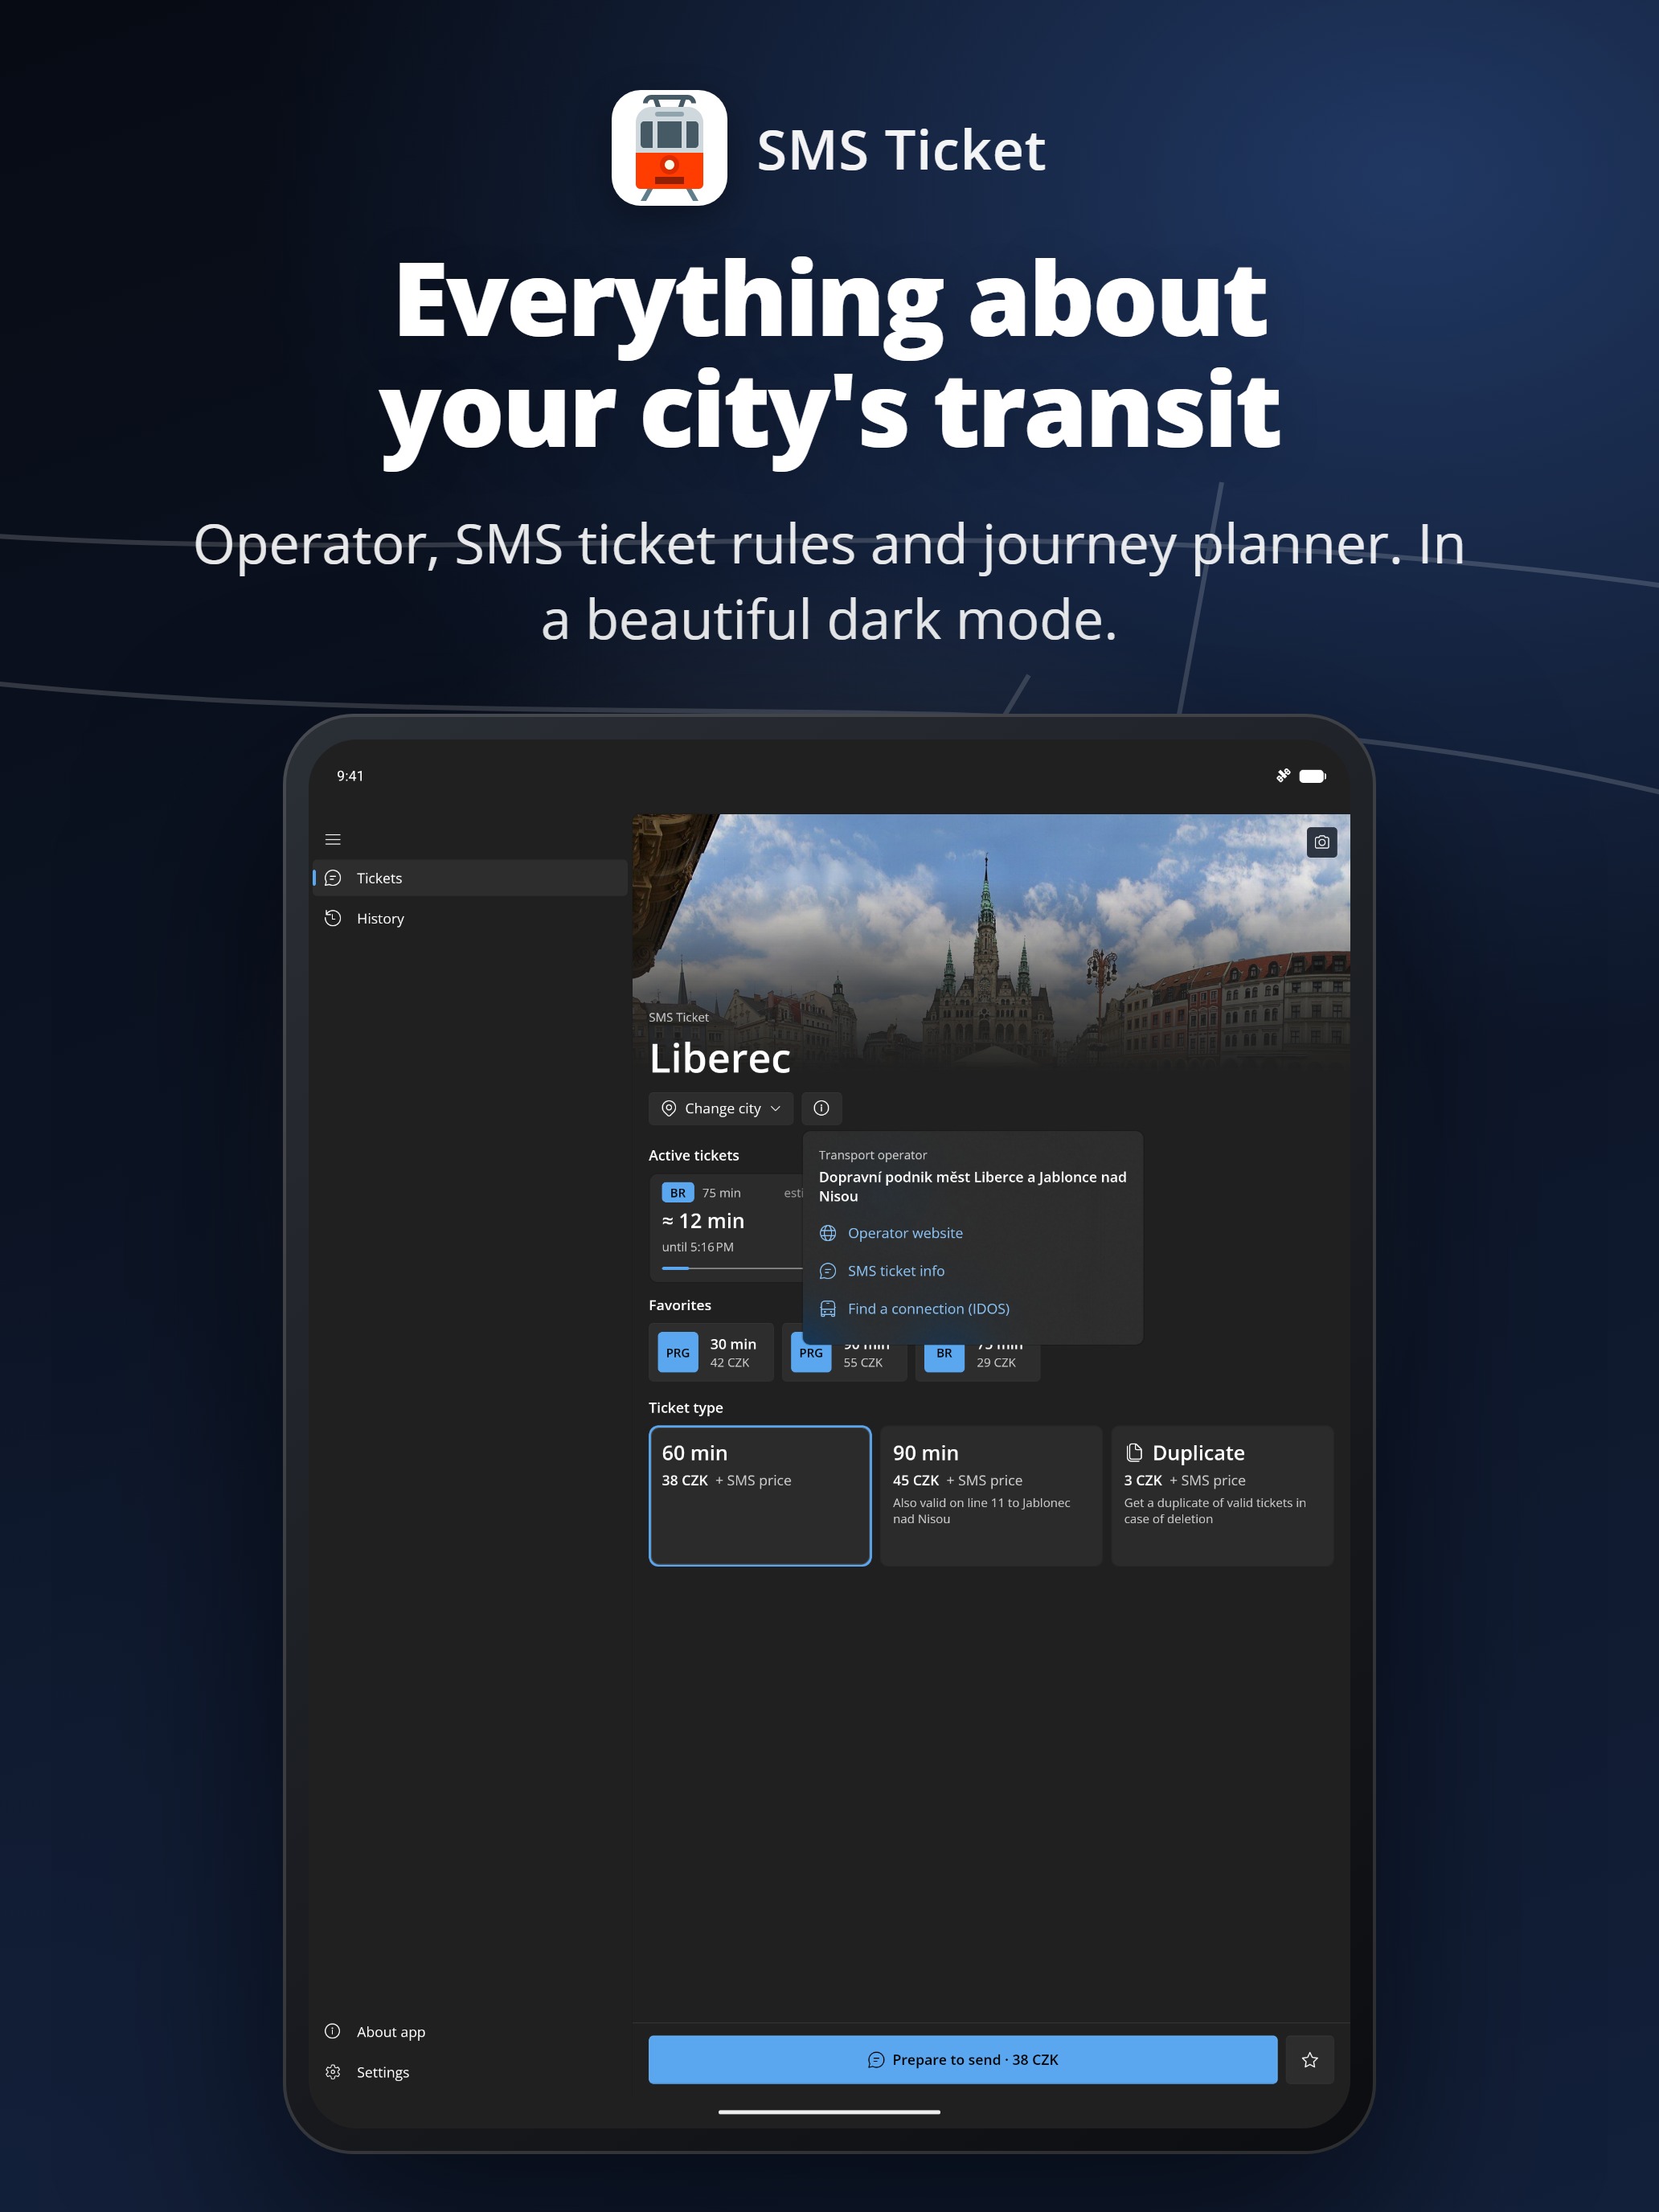 SMS Ticket
Everything about
your city's transit
Operator, SMS ticket rules and journey planner. In
a beautiful dark mode.
9:41
Tickets
History
SMS Ticket
Liberec
Change city
Active tickets
BR 75 min esti
≈ 12 min
until 5:16 PM
Transport operator
Dopravní podnik měst Liberce a Jablonce nad
Nisou
Operator website
SMS ticket info
Find a connection (IDOS)
Favorites
PRG 30 min
42 CZK
PRG 90 min
55 CZK
BR 75 min
29 CZK
Ticket type
60 min
38 CZK + SMS price
90 min
45 CZK + SMS price
Also valid on line 11 to Jablonec
nad Nisou
Duplicate
3 CZK + SMS price
Get a duplicate of valid tickets in
case of deletion
About app
Settings
Prepare to send · 38 CZK